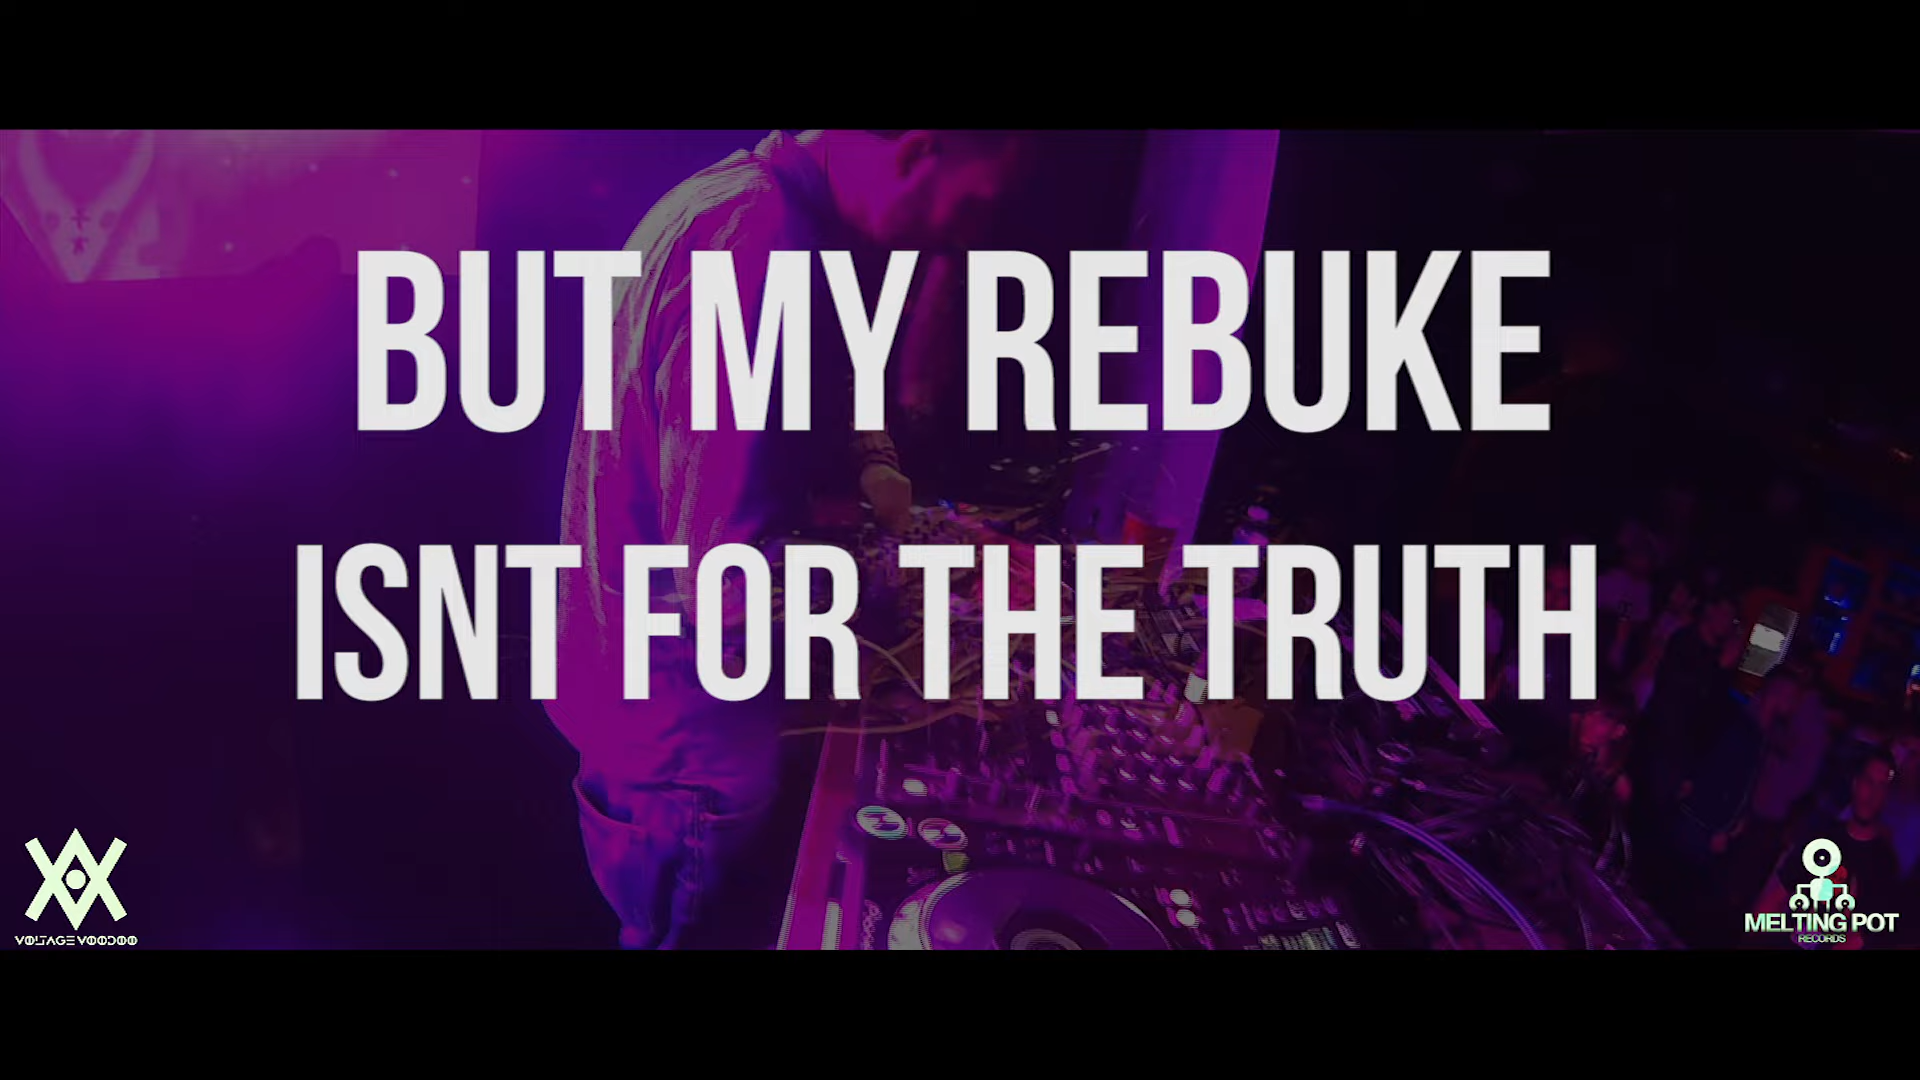 BUT MY REBUKE
ISNT FOR THE TRUTH
VOLTAGE VOODOO
MELTING POT
RECORDS